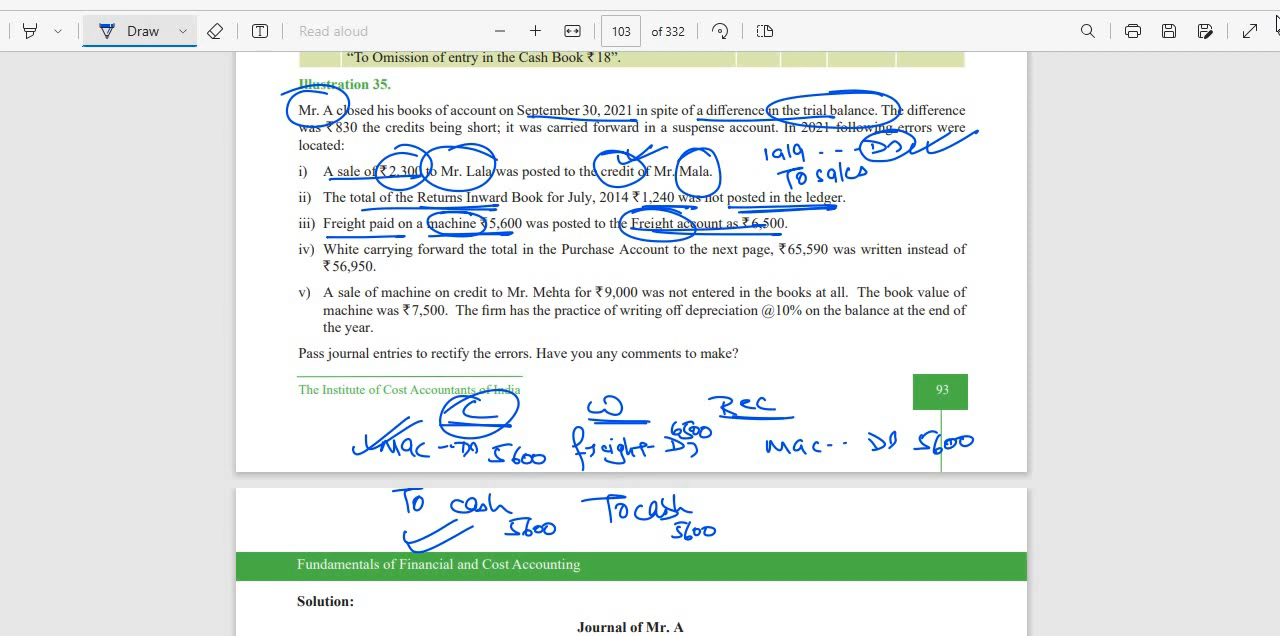 Draw
Read aloud
103 of 332
"To Omission of entry in the Cash Book ₹ 18".
Illustration 35.
Mr. A closed his books of account on September 30, 2021 in spite of a difference in the trial balance. The difference
was ₹ 830 the credits being short; it was carried forward in a suspense account. In 2021 following errors were
located:
i) A sale of ₹ 2,300 to Mr. Lala was posted to the credit of Mr. Mala.
lala - - - Dr
To sales
ii) The total of the Returns Inward Book for July, 2014 ₹ 1,240 was not posted in the ledger.
iii) Freight paid on a machine ₹ 5,600 was posted to the Freight account as ₹ 6,500.
iv) White carrying forward the total in the Purchase Account to the next page, ₹ 65,590 was written instead of
₹ 56,950.
v) A sale of machine on credit to Mr. Mehta for ₹ 9,000 was not entered in the books at all. The book value of
machine was ₹ 7,500. The firm has the practice of writing off depreciation @10% on the balance at the end of
the year.
Pass journal entries to rectify the errors. Have you any comments to make?
The Institute of Cost Accountants of India
93
C W Rec
Mac -- Dr 5600 freight - Dr 6500 Mac -- Dr 5600
To cash 5600 To cash 5600
Fundamentals of Financial and Cost Accounting
Solution:
Journal of Mr. A